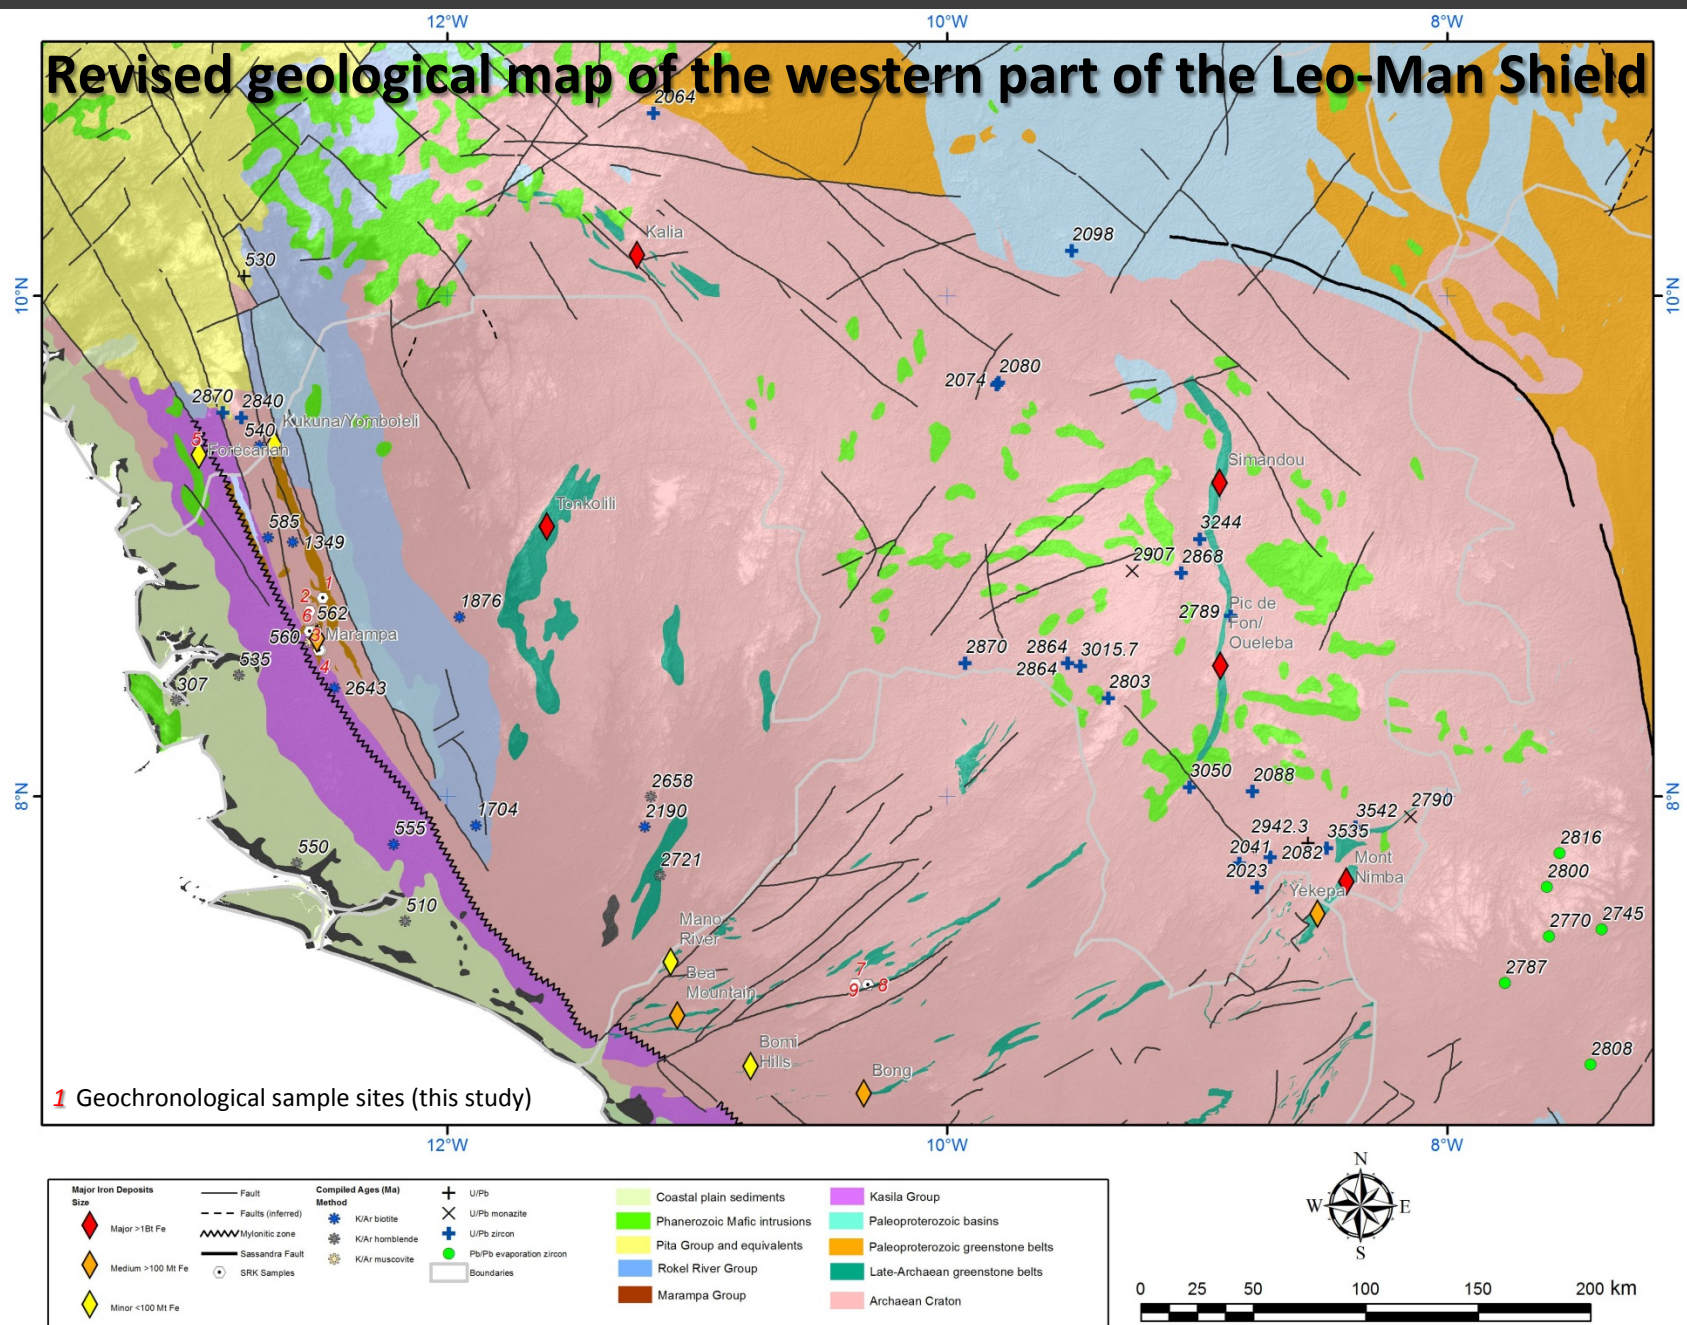 12°W
10°W
8°W
Revised geological map of the western part of the Leo-Man Shield
2064
Kalia
2098
530
10°N
10°N
2080
2074
2870
2840
540
Kukuna/Yomboieli
5
Forecariah
Simandou
Tonkolili
585
1349
3244
2907
2868
1
2
6
562
560
3
Marampa
4
1876
2789
Pic de
Fon/
Oueleba
535
307
2643
2870
2864
3015.7
2864
2803
3050
2088
2658
2190
8°N
8°N
1704
555
550
2721
510
3542
2790
2942.3
3535
2041
2082
2023
Mont
Nimba
Yekepa
2816
2800
2770
2745
2787
Mano
River
Bea
Mountain
7
9
8
Bomi
Hills
Bong
2808
1 Geochronological sample sites (this study)
12°W
10°W
8°W
Major Iron Deposits
Size
Major >1Bt Fe
Medium >100 Mt Fe
Minor <100 Mt Fe
Fault
Faults (inferred)
Mylonitic zone
Sassandra Fault
SRK Samples
Compiled Ages (Ma)
Method
K/Ar biotite
K/Ar hornblende
K/Ar muscovite
U/Pb
U/Pb monazite
U/Pb zircon
Pb/Pb evaporation zircon
Boundaries
Coastal plain sediments
Phanerozoic Mafic intrusions
Pita Group and equivalents
Rokel River Group
Marampa Group
Kasila Group
Paleoproterozoic basins
Paleoproterozoic greenstone belts
Late-Archaean greenstone belts
Archaean Craton
N
W E
S
0 25 50 100 150 200 km